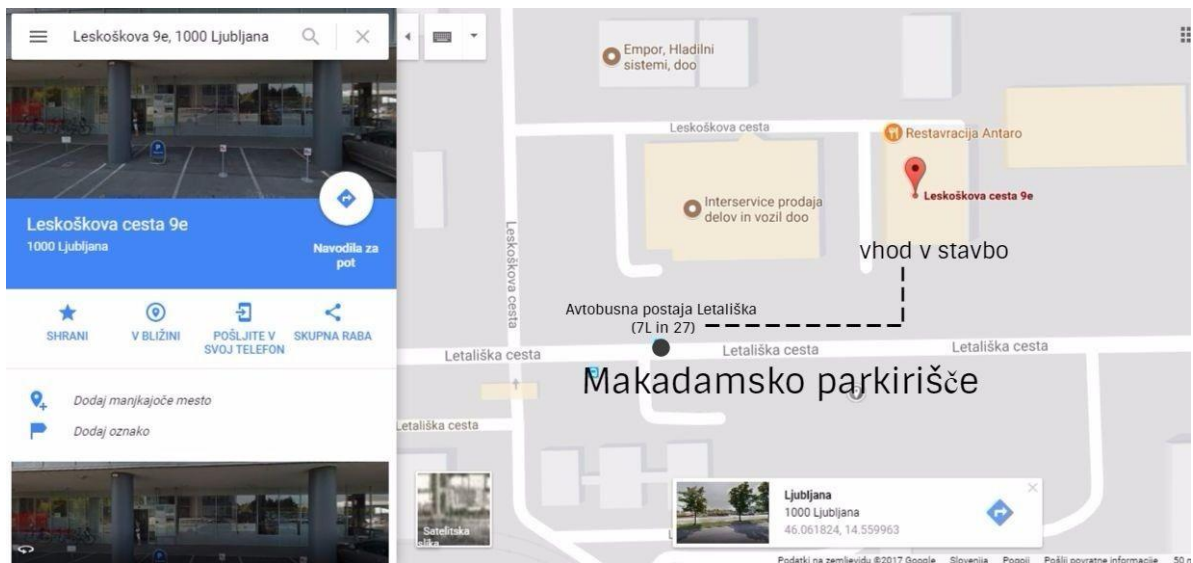 Leskoškova 9e, 1000 Ljubljana
Leskoškova cesta 9e
1000 Ljubljana
Navodila za
pot
SHRANI
V BLIŽINI
POŠLJITE V
SVOJ TELEFON
SKUPNA RABA
Dodaj manjkajoče mesto
Dodaj oznako
Empor, Hladilni
sistemi, doo
Leskoškova cesta
Restavracija Antaro
Leskoškova cesta 9e
Interservice prodaja
delov in vozil doo
Leskoškova cesta
vhod v stavbo
Avtobusna postaja Letališka
(7L in 27)
Letališka cesta
Letališka cesta
Letališka cesta
Makadamsko parkirišče
Letališka cesta
Satelitska
slika
Ljubljana
1000 Ljubljana
46.061824, 14.559963
Podatki na zemljevidu ©2017 Google
Slovenija
Pogoji
Pošlji povratne informacije
50 m